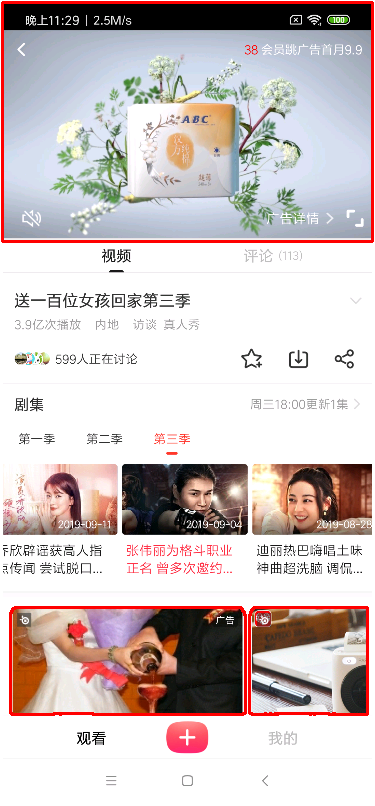 晚上11:29 | 2.5M/s
100
38 会员跳广告首月9.9
ABC
汉方
广告详情
视频
评论 (113)
送一百位女孩回家第三季
3.9亿次播放 内地 访谈 真人秀
599人正在讨论
剧集
周三18:00更新1集
第一季 第二季 第三季
2019-09-11
2019-09-04
2019-08-28
乔欣辟谣获高人指
点传闻 尝试脱口...
张伟丽为格斗职业
正名 曾多次邀约...
迪丽热巴嗨唱土味
神曲超洗脑 调侃...
广告
观看
我的